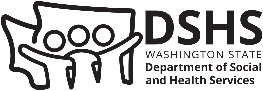 DSHS
WASHINGTON STATE
Department of Social
and Health Services